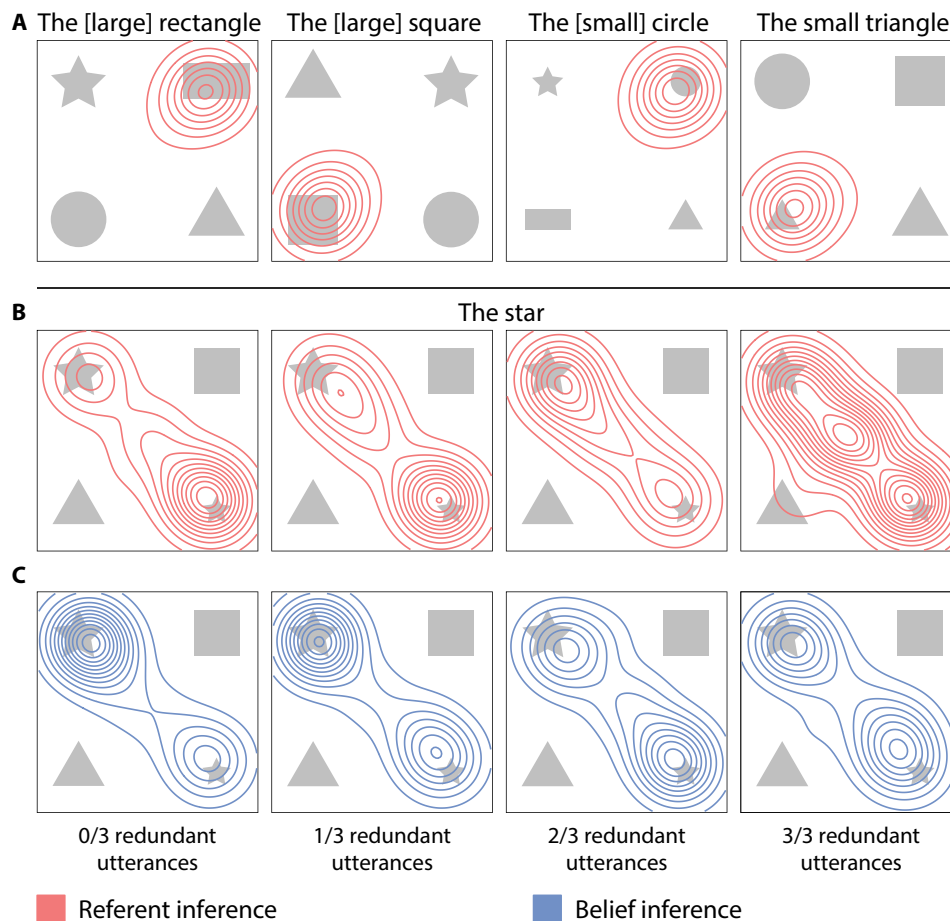 A The [large] rectangle The [large] square The [small] circle The small triangle
B The star
C
0/3 redundant utterances
1/3 redundant utterances
2/3 redundant utterances
3/3 redundant utterances
Referent inference
Belief inference